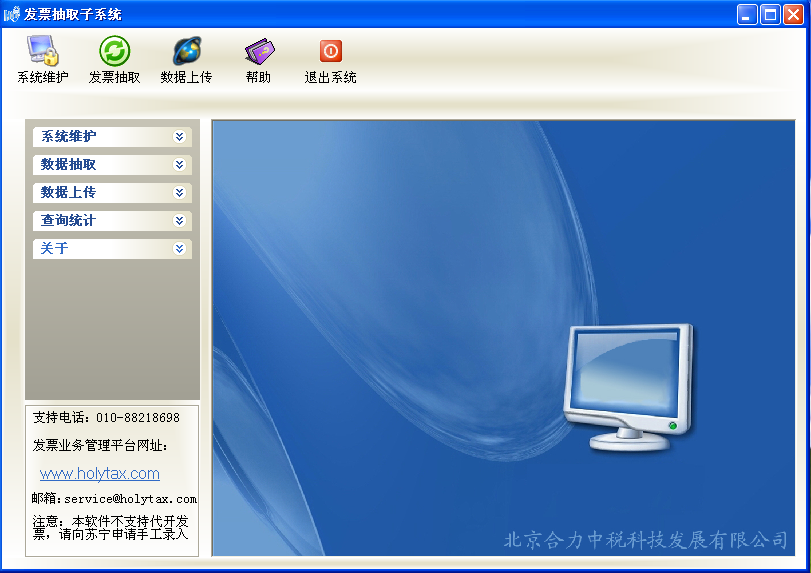 发票抽取子系统
系统维护 发票抽取 数据上传 帮助 退出系统
系统维护
数据抽取
数据上传
查询统计
关于
支持电话：010-88218698
发票业务管理平台网址：
www.holytax.com
邮箱：service@holytax.com
注意：本软件不支持代开发
票，请向苏宁申请手工录入
北京合力中税科技发展有限公司